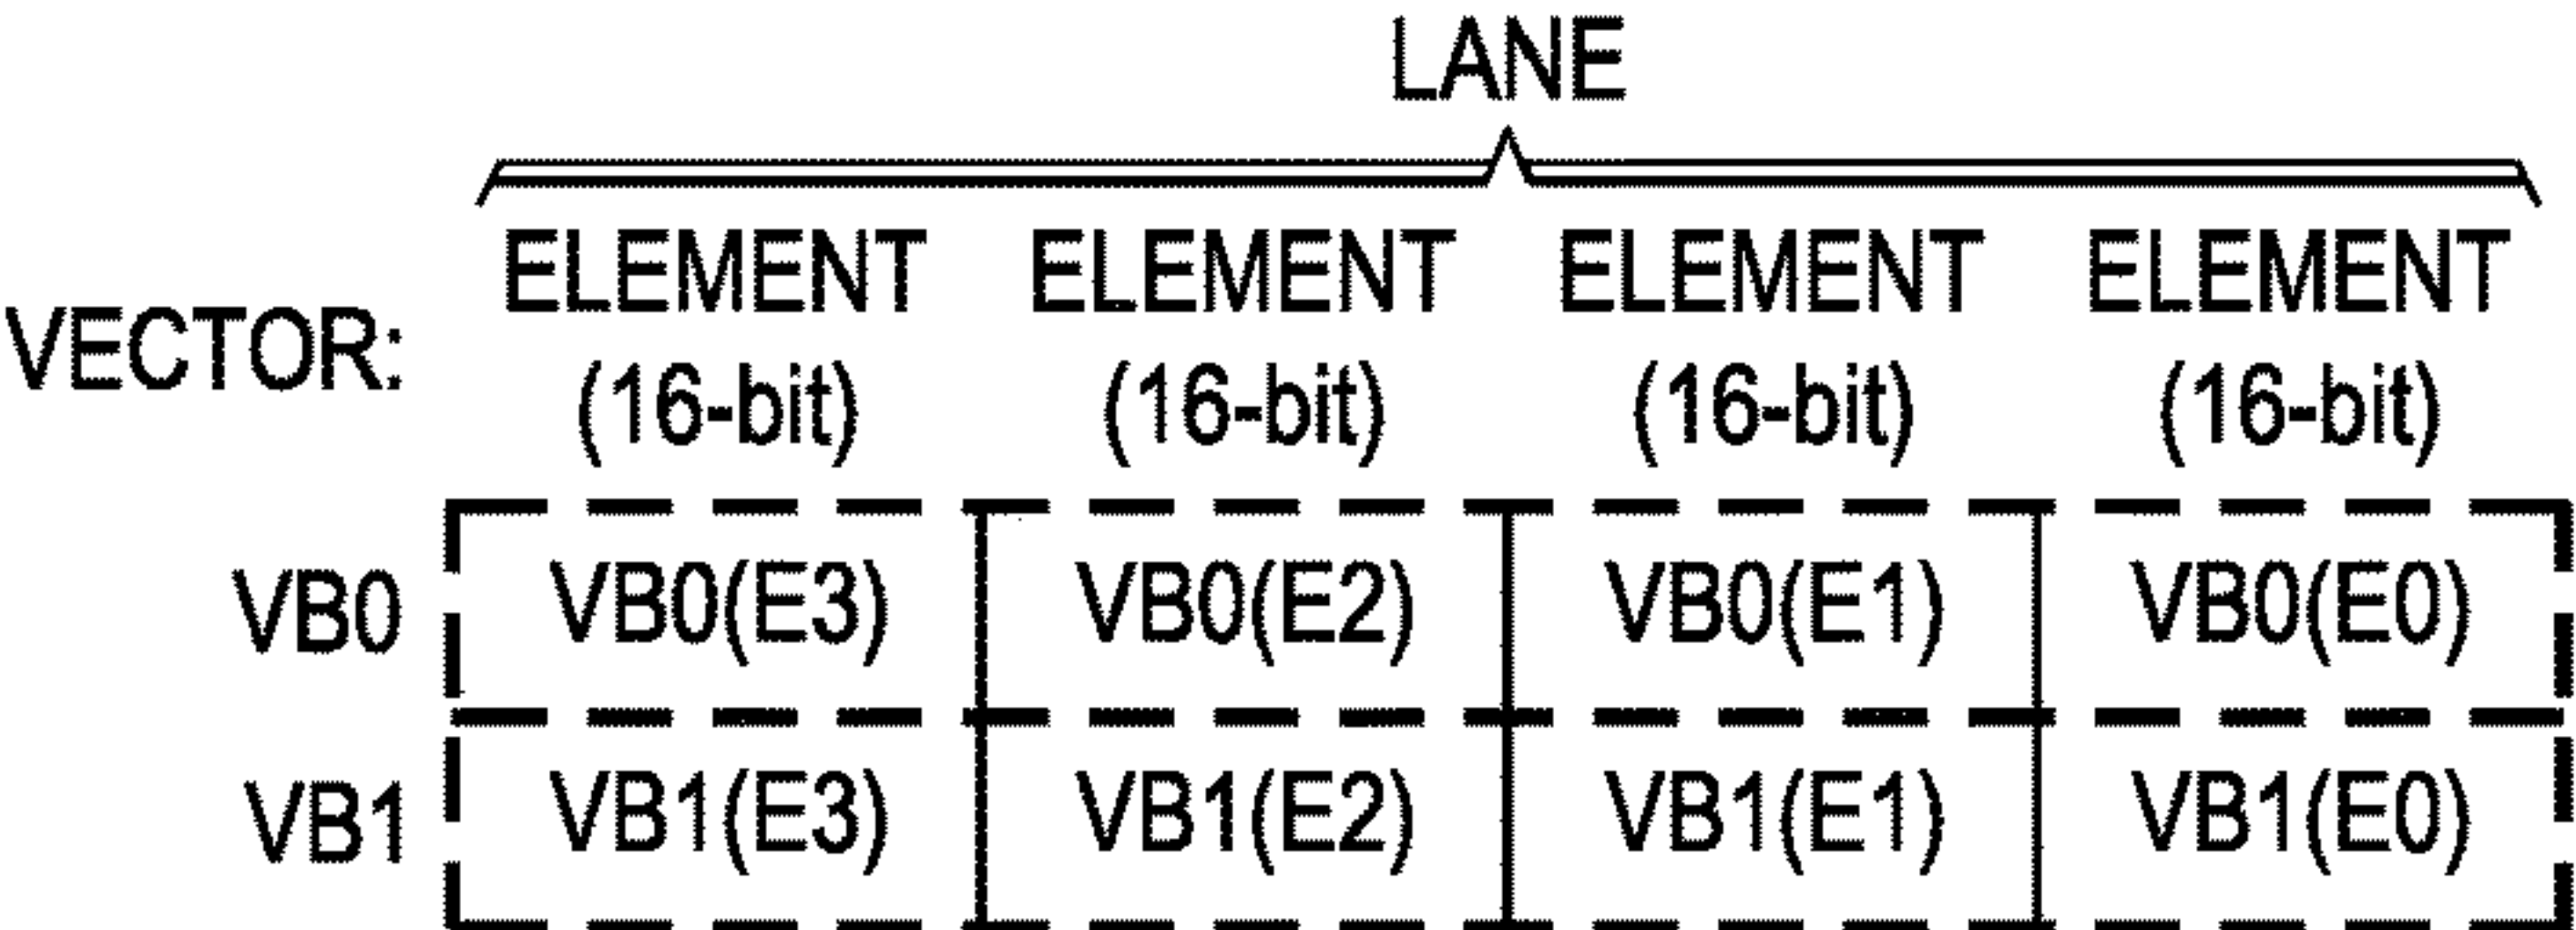 LANE
ELEMENT ELEMENT ELEMENT ELEMENT
VECTOR:
(16-bit) (16-bit) (16-bit) (16-bit)
VB0 VB0(E3) VB0(E2) VB0(E1) VB0(E0)
VB1 VB1(E3) VB1(E2) VB1(E1) VB1(E0)